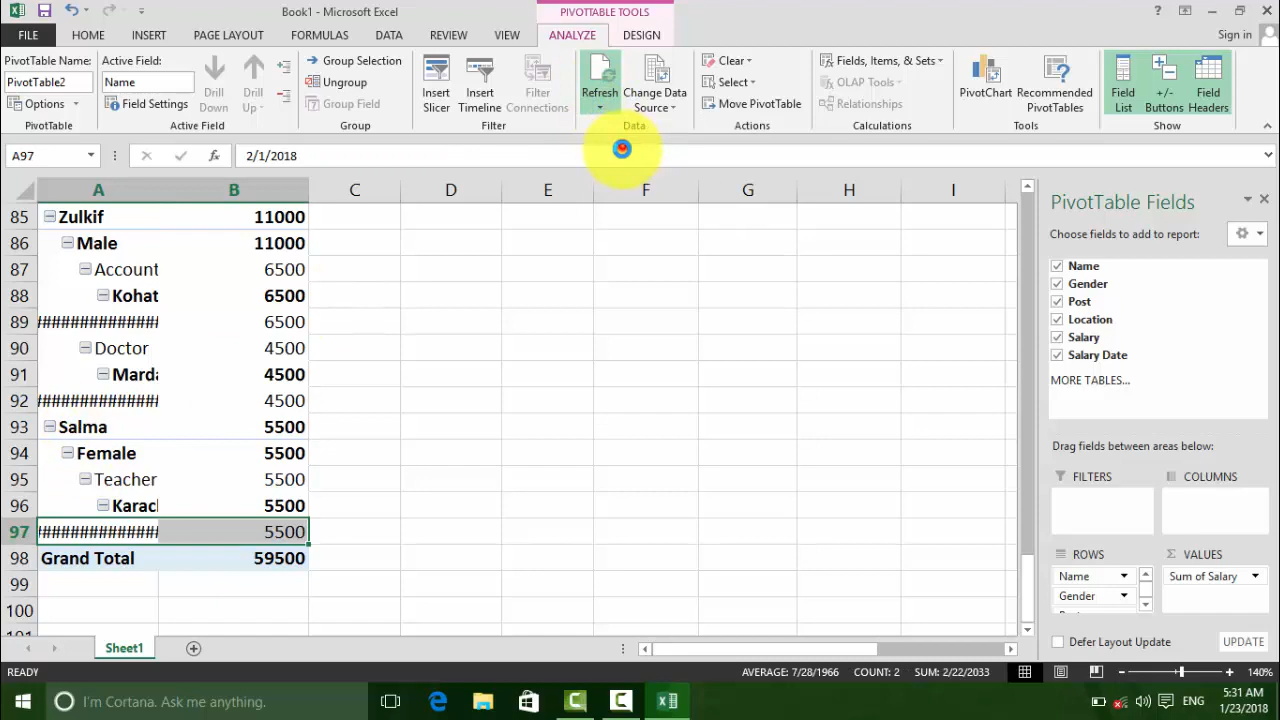 Book1 - Microsoft Excel
PIVOTTABLE TOOLS
?
FILE HOME INSERT PAGE LAYOUT FORMULAS DATA REVIEW VIEW ANALYZE DESIGN Sign in
PivotTable Name:
PivotTable2
Options
PivotTable
Active Field:
Name
Field Settings
Drill Down
Drill Up
Active Field
Group Selection
Ungroup
Group Field
Group
Insert Slicer
Insert Timeline
Filter Connections
Filter
Refresh
Change Data Source
Data
Clear
Select
Move PivotTable
Actions
Fields, Items, & Sets
OLAP Tools
Relationships
Calculations
PivotChart
Recommended PivotTables
Tools
Field List
+/- Buttons
Field Headers
Show
A97 fx 2/1/2018
A B C D E F G H I
85 Zulkif 11000
86 Male 11000
87 Account 6500
88 Kohat 6500
89 ############## 6500
90 Doctor 4500
91 Marda 4500
92 ############## 4500
93 Salma 5500
94 Female 5500
95 Teacher 5500
96 Karacl 5500
97 ############## 5500
98 Grand Total 59500
99
100
101
PivotTable Fields
Choose fields to add to report:
Name
Gender
Post
Location
Salary
Salary Date
MORE TABLES...
Drag fields between areas below:
FILTERS COLUMNS
ROWS Σ VALUES
Name Sum of Salary
Gender
Defer Layout Update UPDATE
Sheet1
READY AVERAGE: 7/28/1966 COUNT: 2 SUM: 2/22/2033 140%
I'm Cortana. Ask me anything.
ENG
5:31 AM
1/23/2018